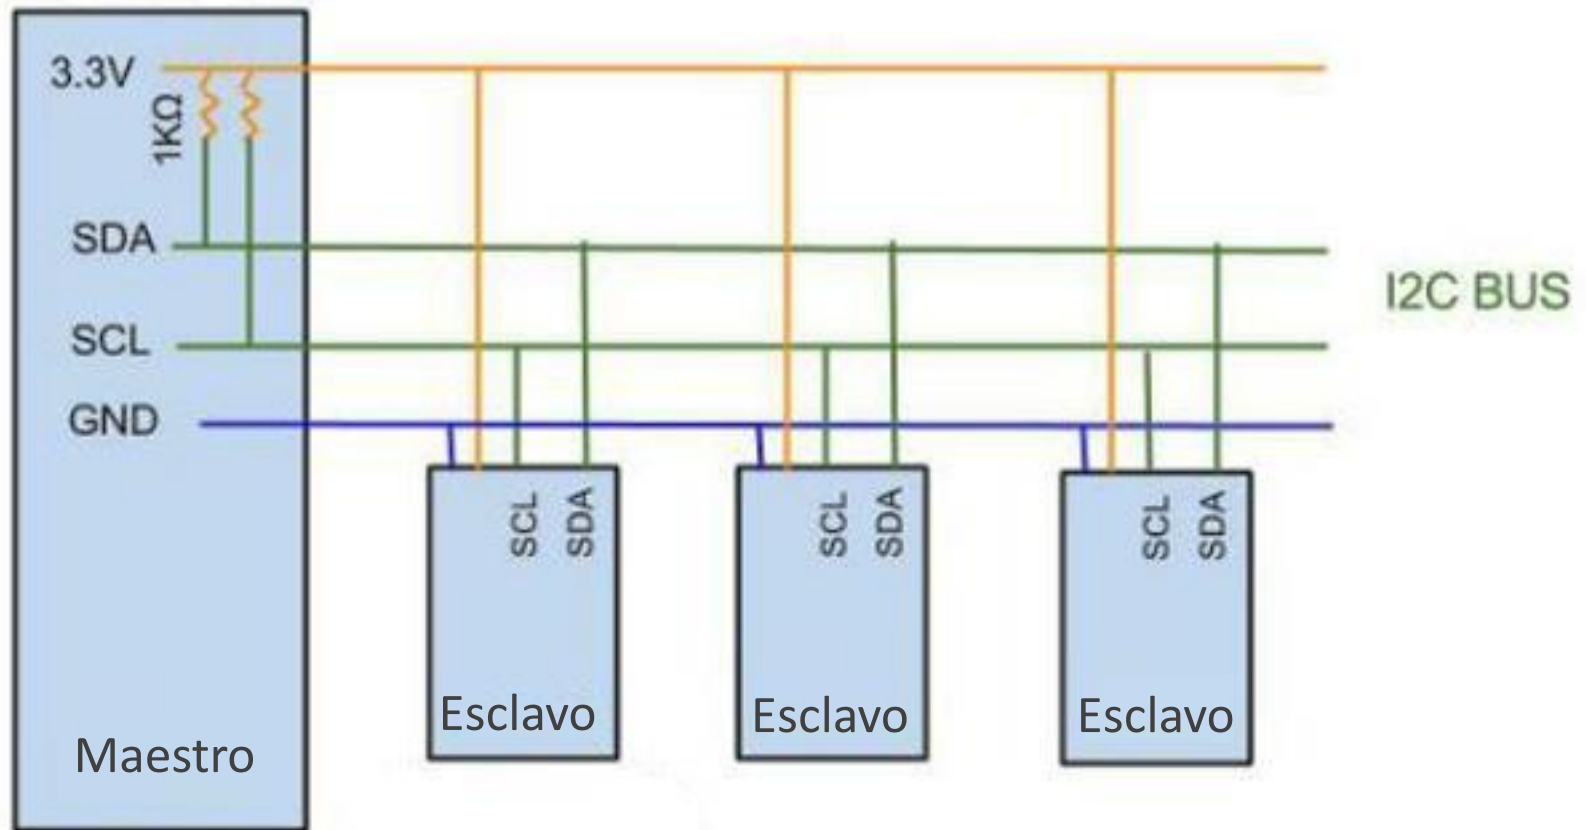 3.3V
1KΩ
SDA
SCL
GND
I2C BUS
SCL
SDA
SCL
SDA
SCL
SDA
Esclavo
Esclavo
Esclavo
Maestro